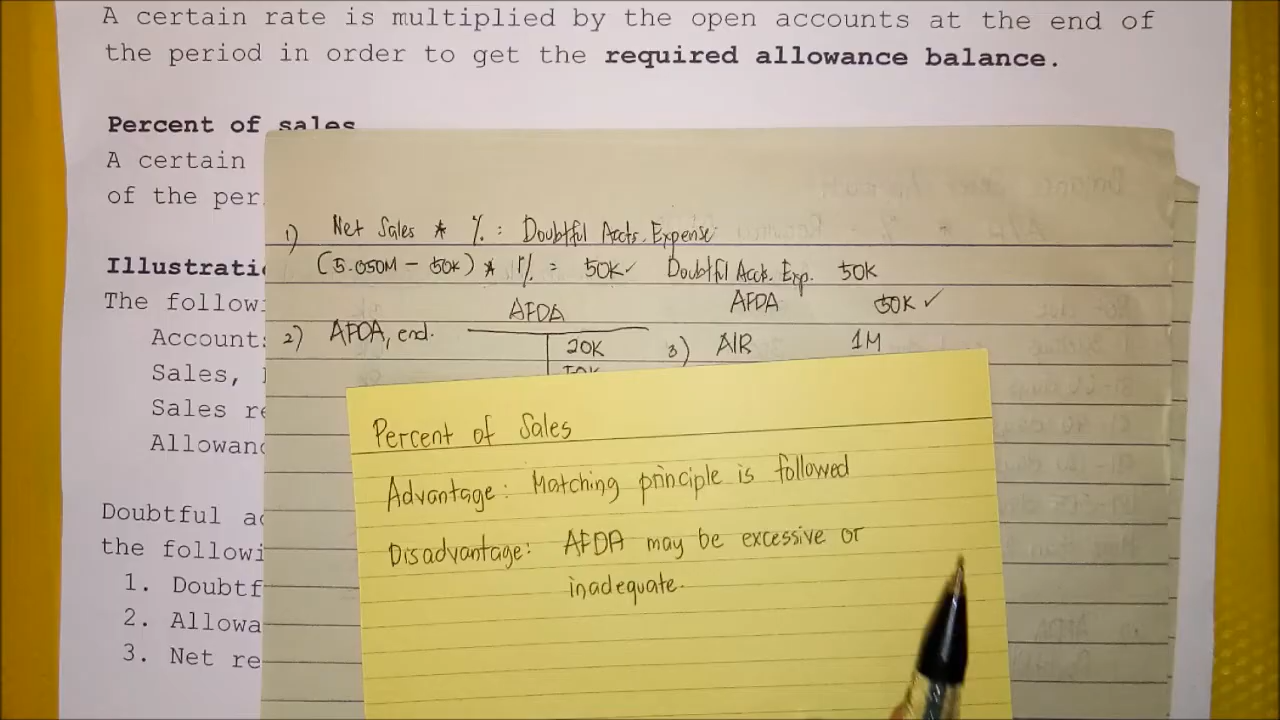 A certain rate is multiplied by the open accounts at the end of
the period in order to get the required allowance balance.
Percent of sales
A certain
of the per
Illustrati
The followi
Account
Sales,
Sales re
Allowanc
Doubtful a
the followi
1. Doubtf
2. Allowa
3. Net re
1) Net Sales * % = Doubtful Accts. Expense
(5.050M - 50K) * 1% = 50K ✓ Doubtful Acct. Exp. 50K
AFDA 50K ✓
2) AFDA, end. AFDA
20K
3) A/R 1M
Percent of Sales
Advantage: Matching principle is followed
Disadvantage: AFDA may be excessive or
inadequate.